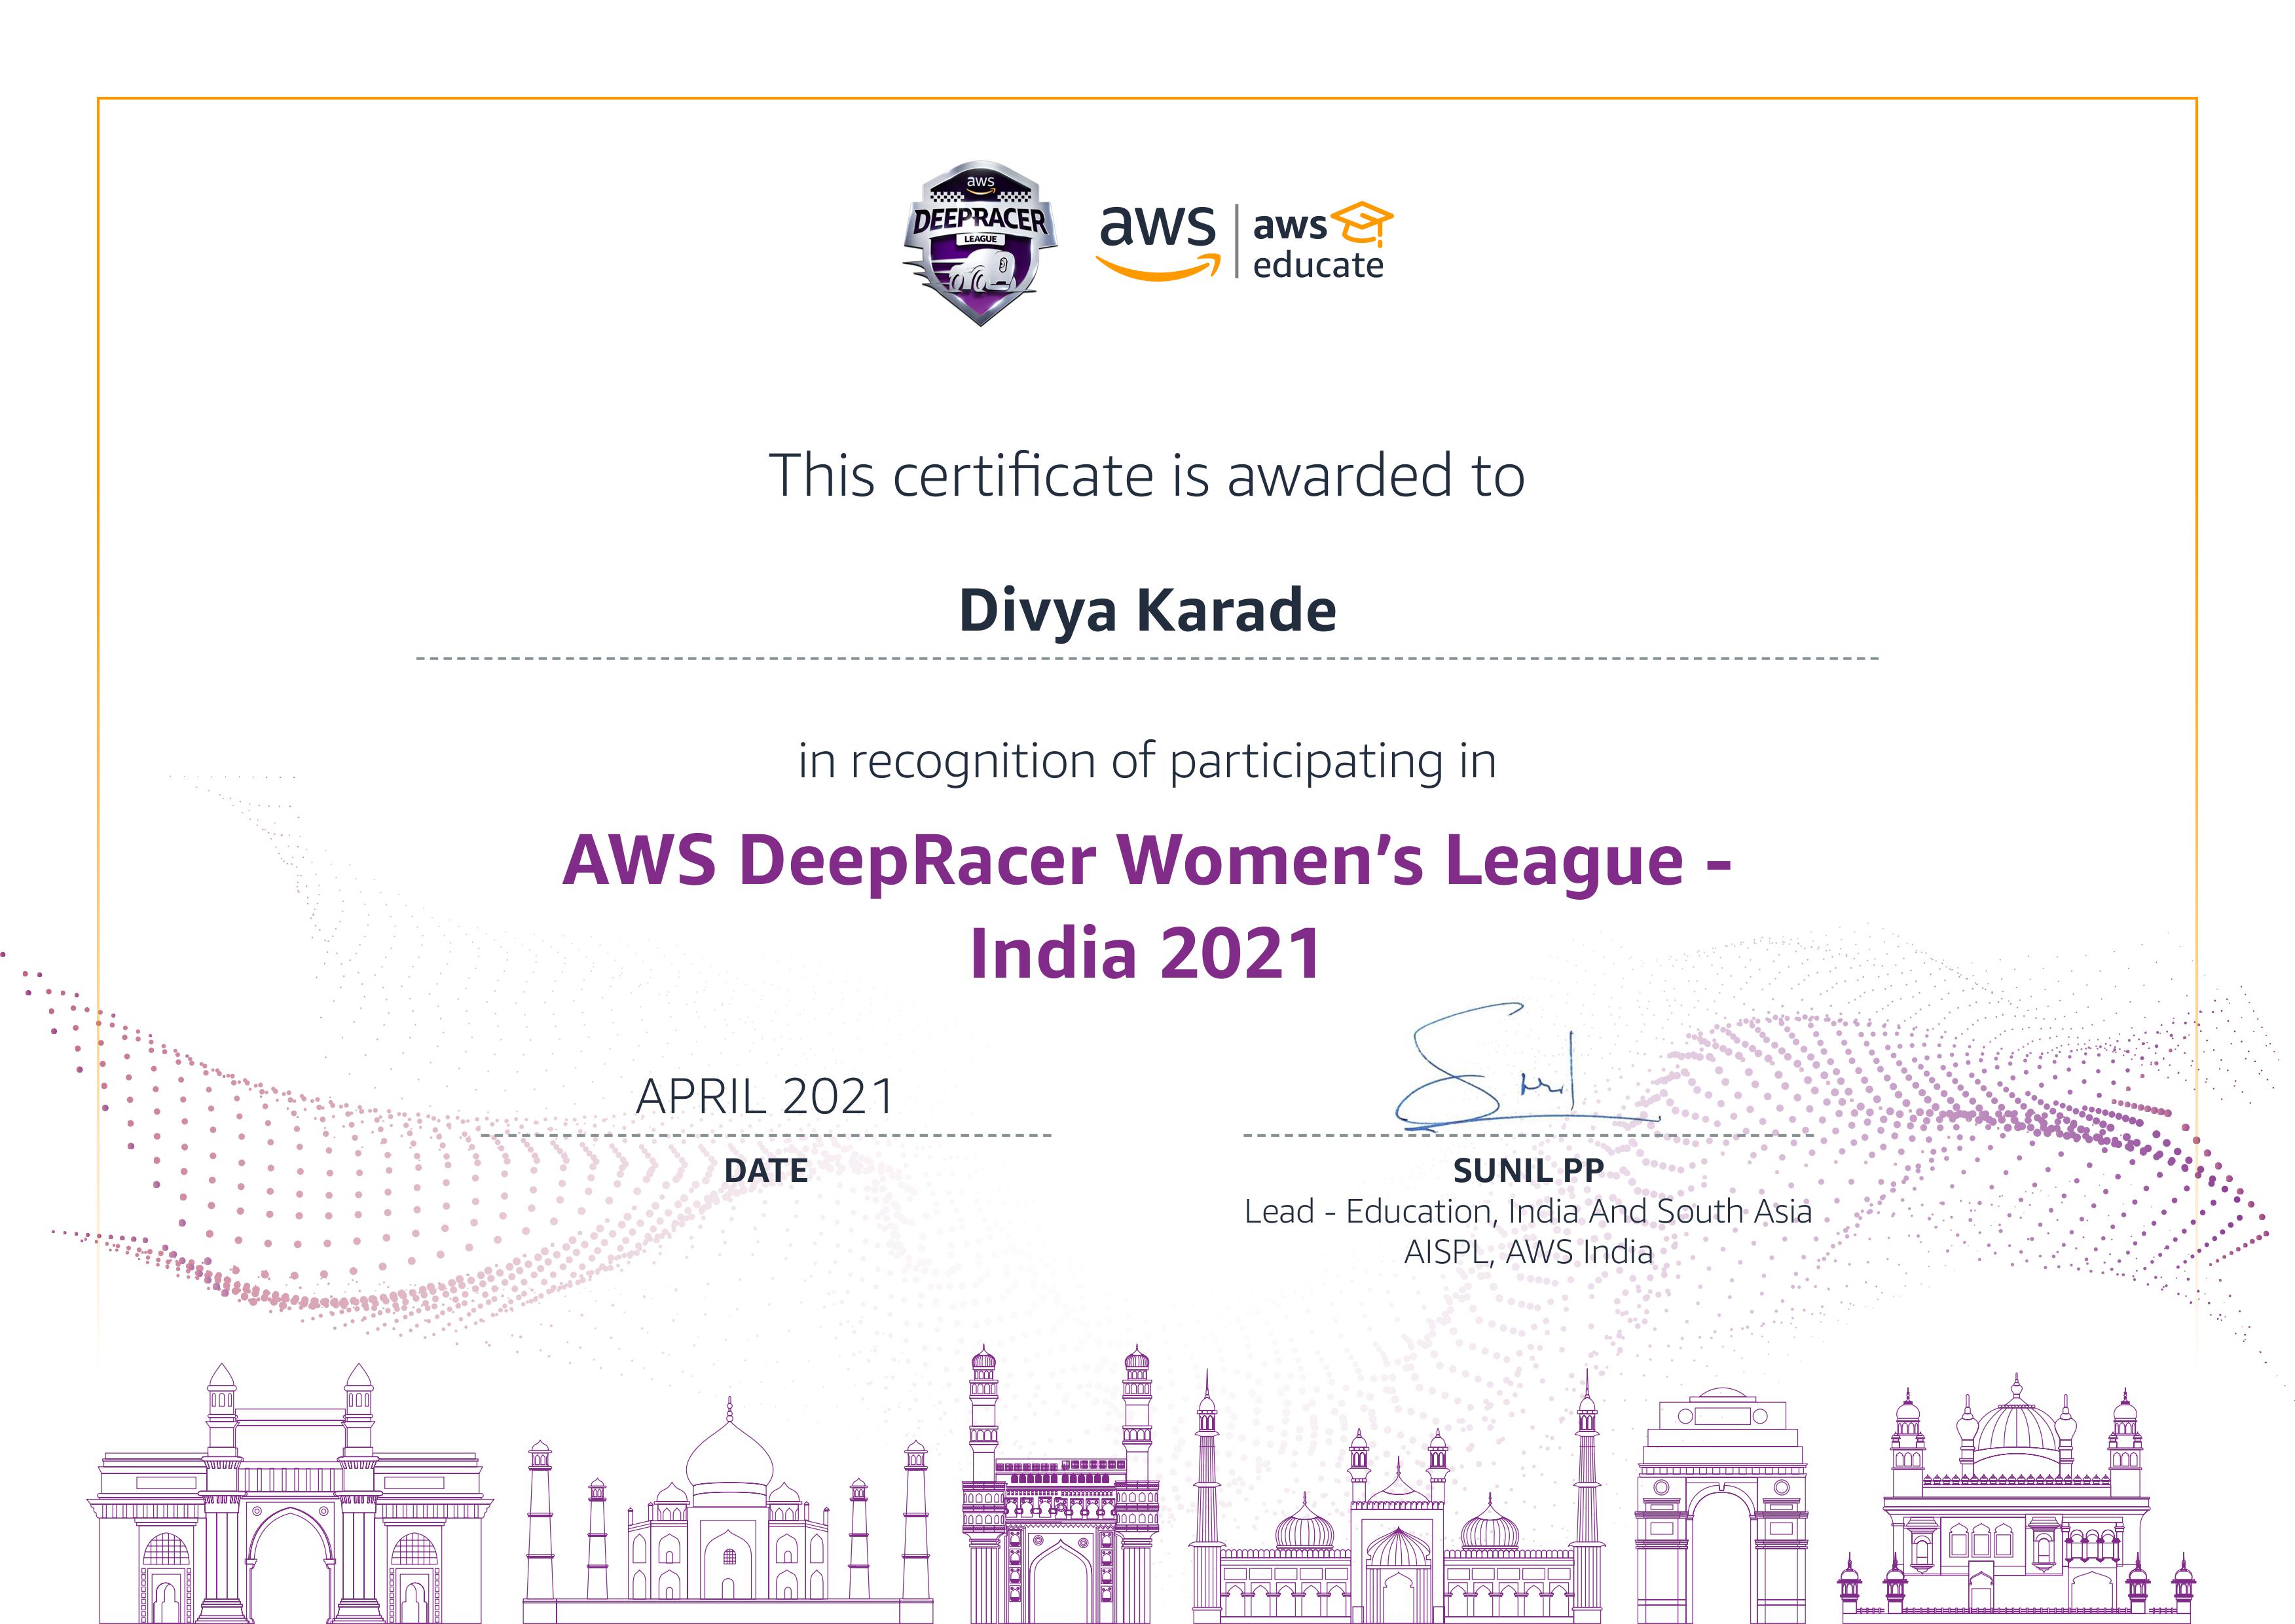 aws
DEEPRACER
LEAGUE
aws
aws
educate
This certificate is awarded to
Divya Karade
in recognition of participating in
AWS DeepRacer Women’s League -
India 2021
APRIL 2021
DATE
Sunil
SUNIL PP
Lead - Education, India And South Asia
AISPL, AWS India